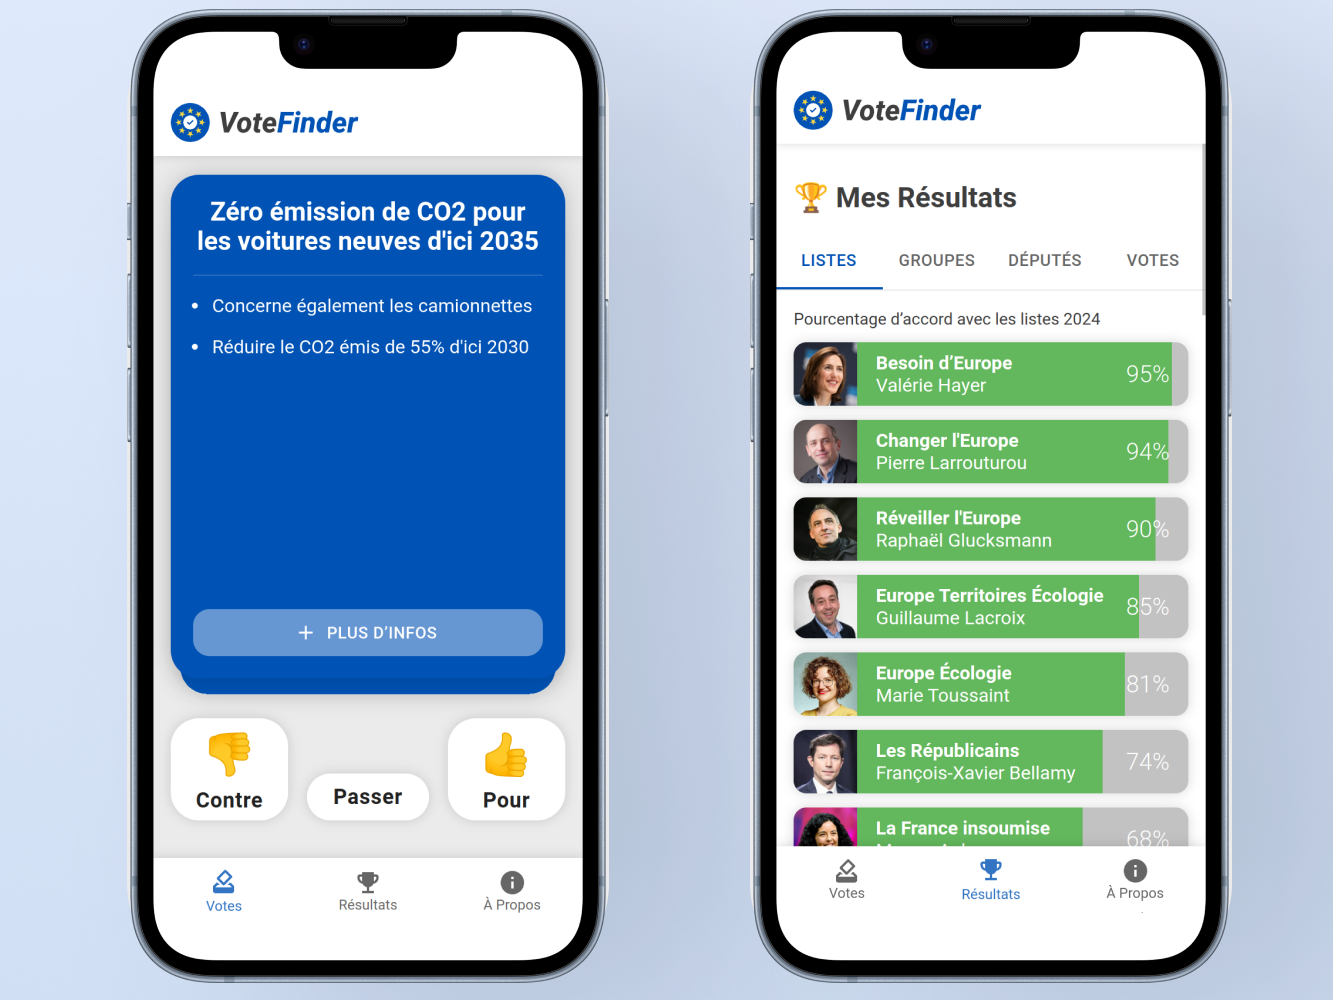 VoteFinder
Zéro émission de CO2 pour
les voitures neuves d'ici 2035
• Concerne également les camionnettes
• Réduire le CO2 émis de 55% d'ici 2030
+ PLUS D’INFOS
Contre
Passer
Pour
Votes
Résultats
À Propos
VoteFinder
Mes Résultats
LISTES GROUPES DÉPUTÉS VOTES
Pourcentage d’accord avec les listes 2024
Besoin d’Europe
Valérie Hayer
95%
Changer l'Europe
Pierre Larrouturou
94%
Réveiller l'Europe
Raphaël Glucksmann
90%
Europe Territoires Écologie
Guillaume Lacroix
85%
Europe Écologie
Marie Toussaint
81%
Les Républicains
François-Xavier Bellamy
74%
La France insoumise
68%
Votes
Résultats
À Propos